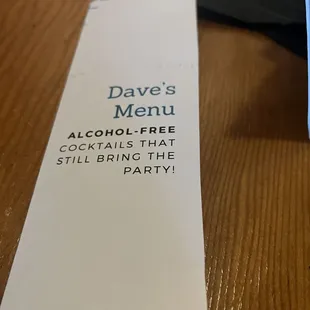 Dave's
Menu
ALCOHOL-FREE
COCKTAILS THAT
STILL BRING THE
PARTY!